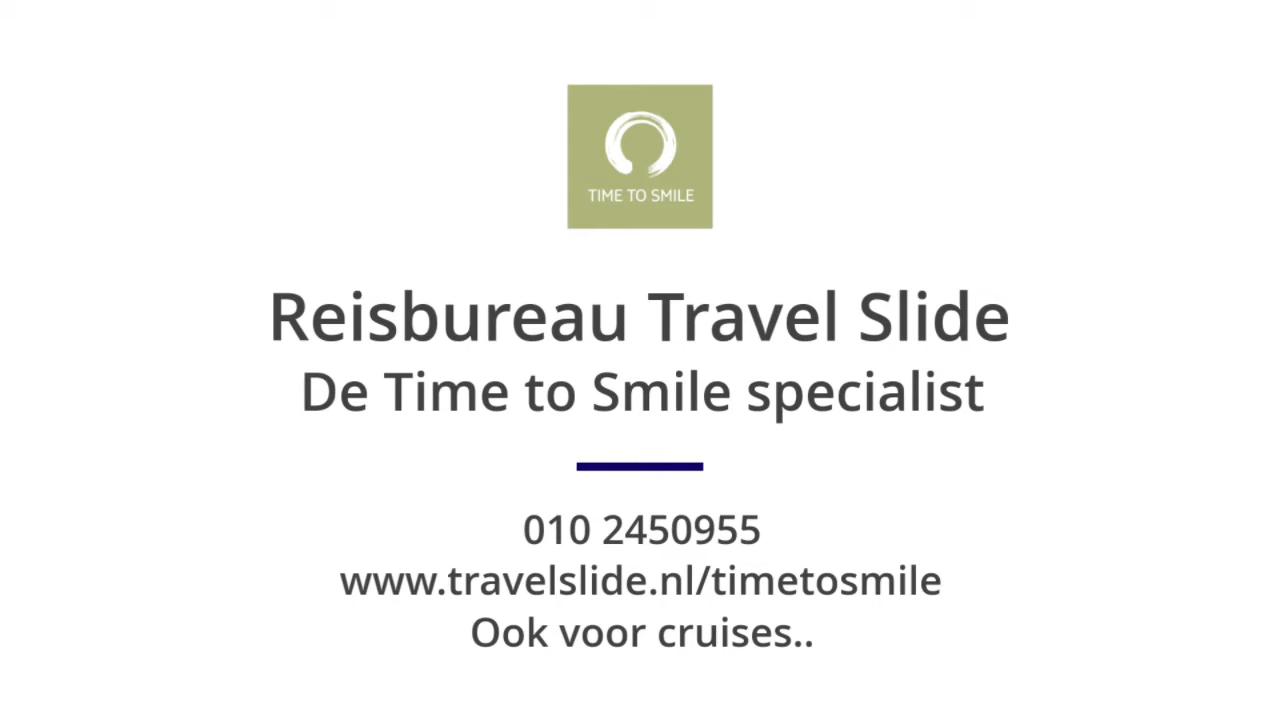 TIME TO SMILE
Reisbureau Travel Slide
De Time to Smile specialist
010 2450955
www.travelslide.nl/timetosmile
Ook voor cruises..